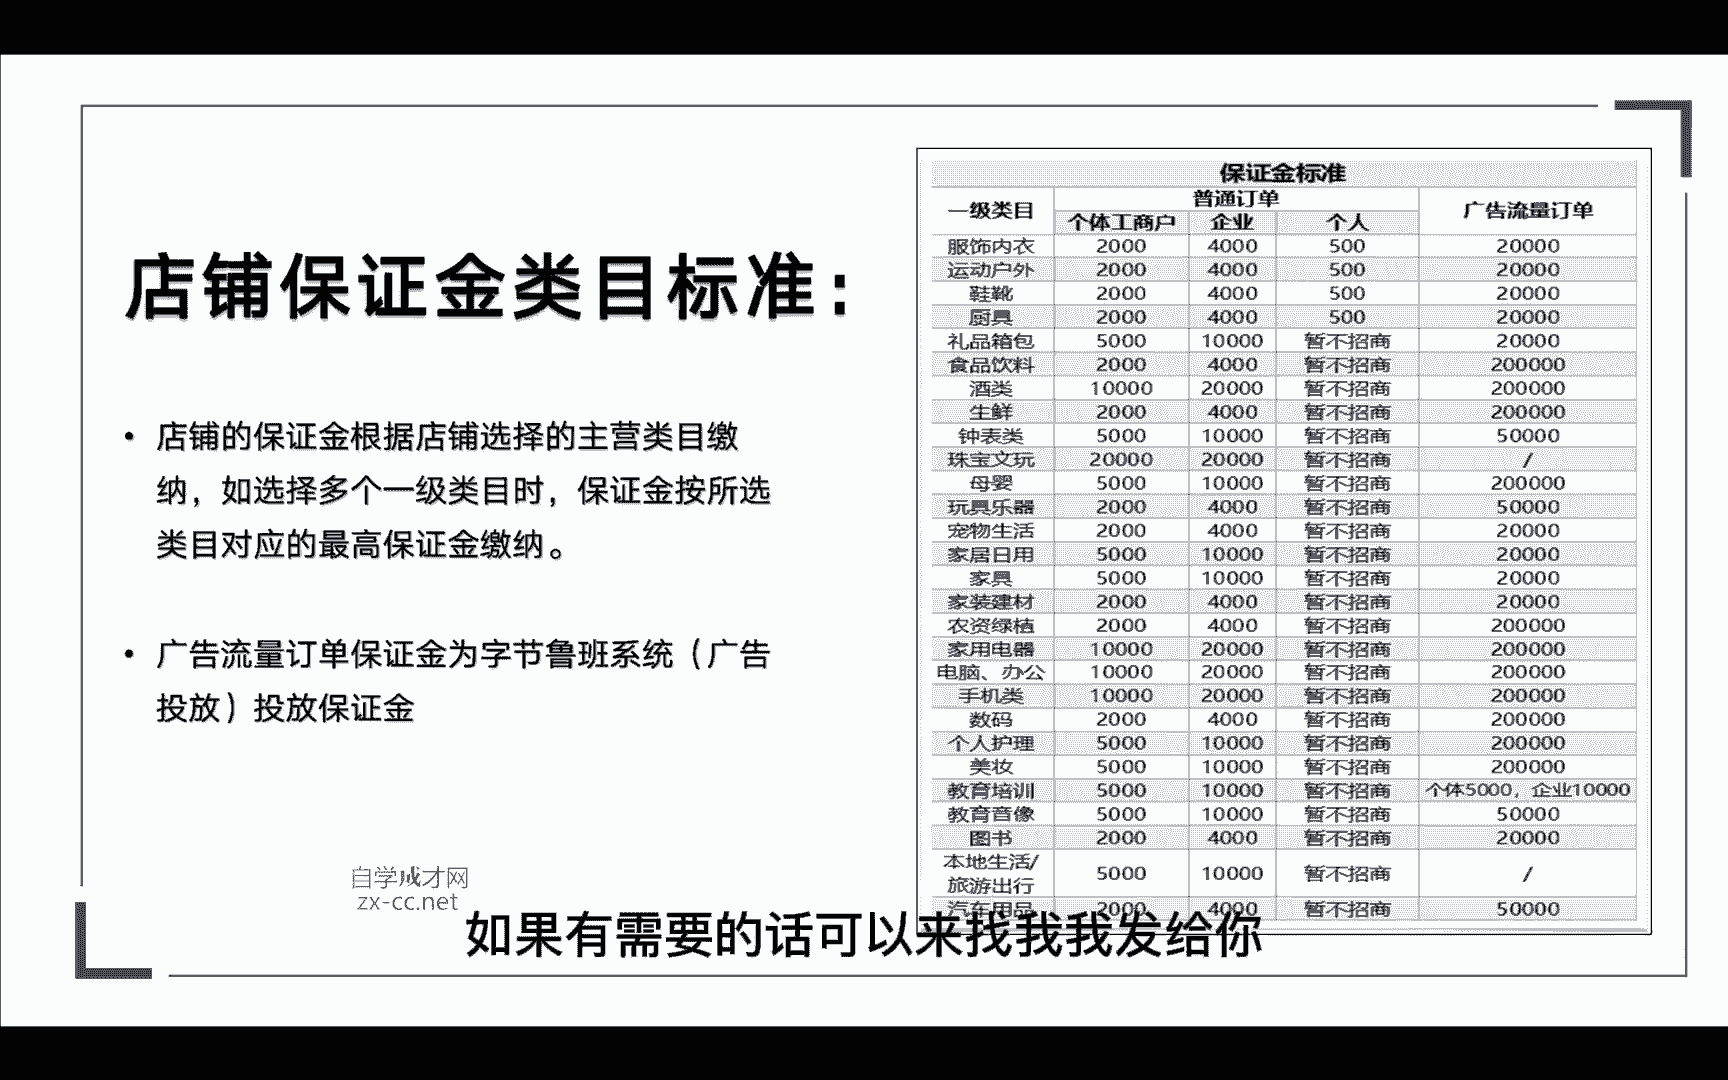 店铺保证金类目标准：
• 店铺的保证金根据店铺选择的主营类目缴
纳，如选择多个一级类目时，保证金按所选
类目对应的最高保证金缴纳。
• 广告流量订单保证金为字节鲁班系统（广告
投放）投放保证金
保证金标准
一级类目 普通订单 广告流量订单
个体工商户 企业 个人
服饰内衣 2000 4000 500 20000
运动户外 2000 4000 500 20000
鞋靴 2000 4000 500 20000
厨具 2000 4000 500 20000
礼品箱包 5000 10000 暂不招商 20000
食品饮料 2000 4000 暂不招商 200000
酒类 10000 20000 暂不招商 200000
生鲜 2000 4000 暂不招商 200000
钟表类 5000 10000 暂不招商 50000
珠宝文玩 20000 20000 暂不招商 /
母婴 5000 10000 暂不招商 200000
玩具乐器 2000 4000 暂不招商 50000
宠物生活 2000 4000 暂不招商 20000
家居日用 5000 10000 暂不招商 20000
家具 5000 10000 暂不招商 20000
家装建材 2000 4000 暂不招商 20000
农资绿植 2000 4000 暂不招商 200000
家用电器 10000 20000 暂不招商 200000
电脑、办公 10000 20000 暂不招商 200000
手机类 10000 20000 暂不招商 200000
数码 2000 4000 暂不招商 200000
个人护理 5000 10000 暂不招商 200000
美妆 5000 10000 暂不招商 200000
教育培训 5000 10000 暂不招商 个体5000，企业10000
教育音像 5000 10000 暂不招商 50000
图书 2000 4000 暂不招商 20000
本地生活/
旅游出行 5000 10000 暂不招商 /
汽车用品 2000 4000 暂不招商 50000
自学成才网
zx-cc.net
如果有需要的话可以来找我我发给你